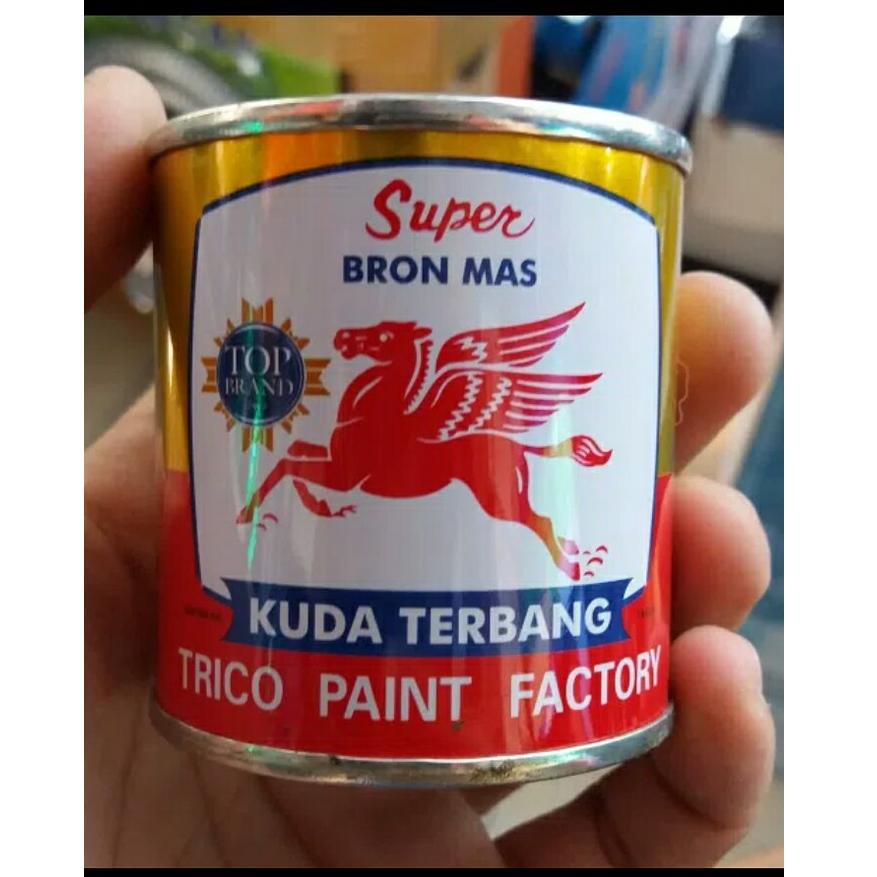 Super
BRON MAS
TOP
BRAND
KUDA TERBANG
TRICO PAINT FACTORY